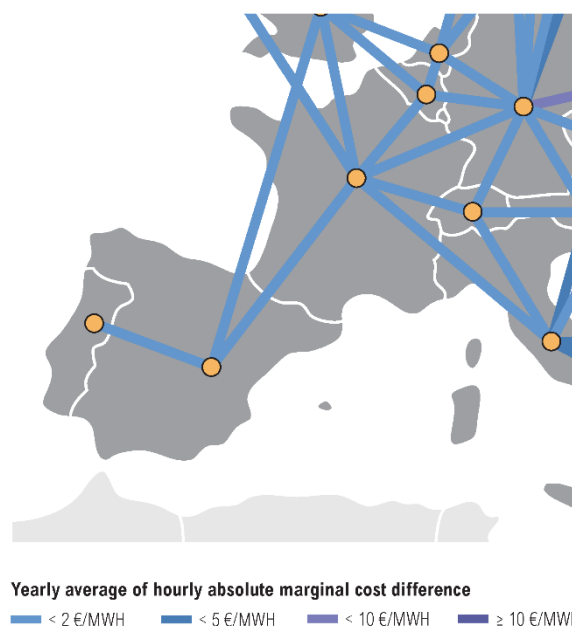 Yearly average of hourly absolute marginal cost difference
< 2 €/MWH < 5 €/MWH < 10 €/MWH ≥ 10 €/MWH